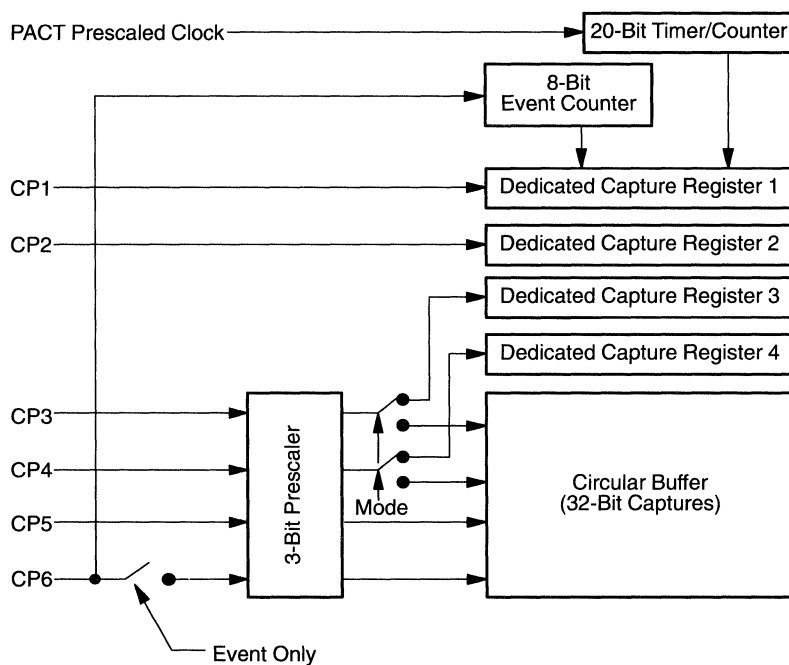 PACT Prescaled Clock
20-Bit Timer/Counter
8-Bit
Event Counter
CP1
Dedicated Capture Register 1
CP2
Dedicated Capture Register 2
Dedicated Capture Register 3
Dedicated Capture Register 4
CP3
CP4
CP5
CP6
3-Bit Prescaler
Mode
Circular Buffer
(32-Bit Captures)
Event Only